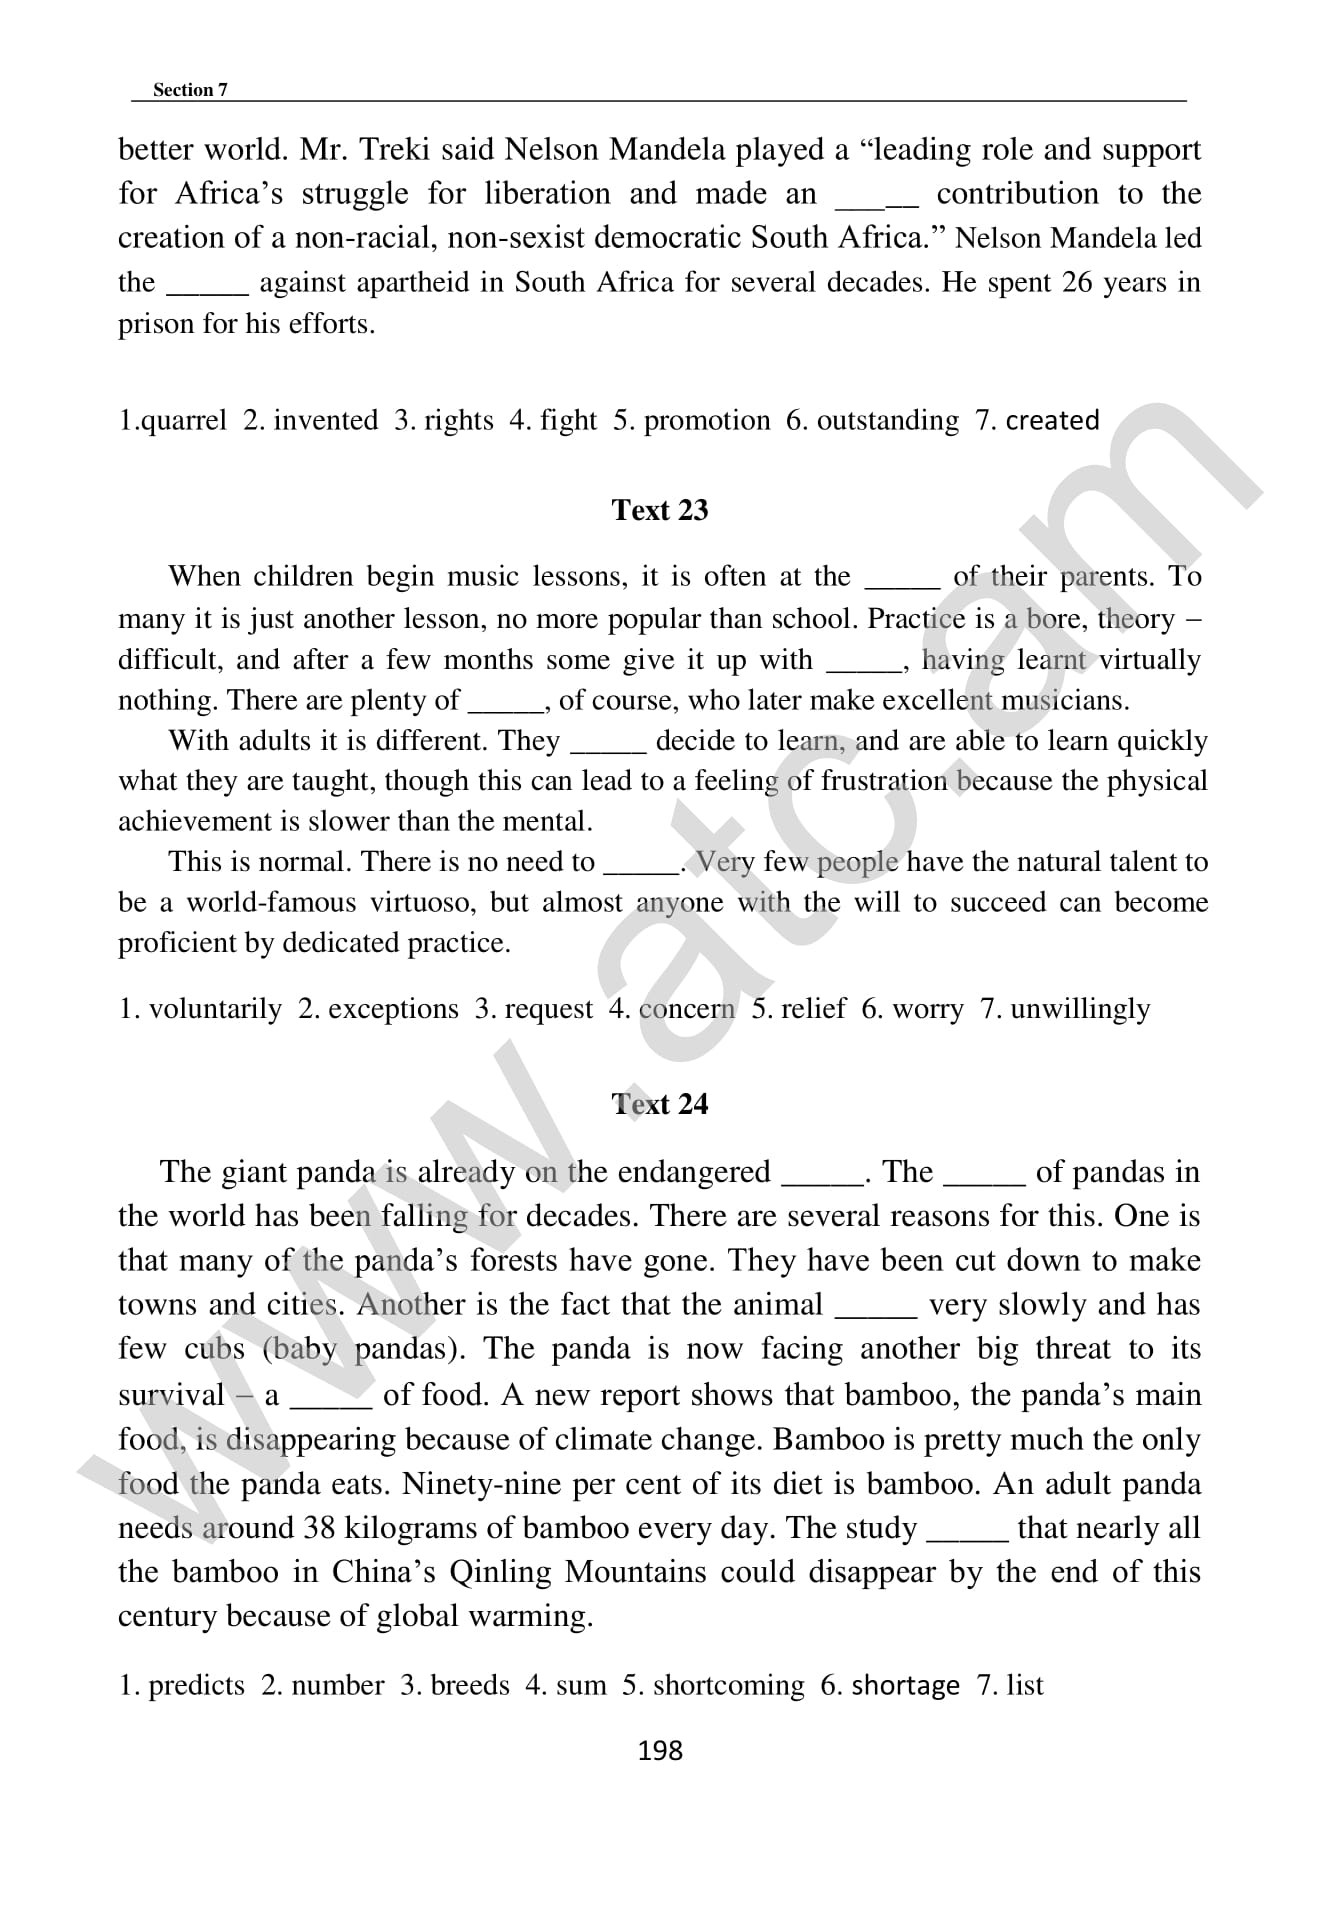 Section 7
better world. Mr. Treki said Nelson Mandela played a “leading role and support
for Africa’s struggle for liberation and made an _____ contribution to the
creation of a non-racial, non-sexist democratic South Africa.” Nelson Mandela led
the _____ against apartheid in South Africa for several decades. He spent 26 years in
prison for his efforts.
1.quarrel 2. invented 3. rights 4. fight 5. promotion 6. outstanding 7. created
Text 23
When children begin music lessons, it is often at the _____ of their parents. To
many it is just another lesson, no more popular than school. Practice is a bore, theory –
difficult, and after a few months some give it up with _____, having learnt virtually
nothing. There are plenty of _____, of course, who later make excellent musicians.
With adults it is different. They _____ decide to learn, and are able to learn quickly
what they are taught, though this can lead to a feeling of frustration because the physical
achievement is slower than the mental.
This is normal. There is no need to _____. Very few people have the natural talent to
be a world-famous virtuoso, but almost anyone with the will to succeed can become
proficient by dedicated practice.
1. voluntarily 2. exceptions 3. request 4. concern 5. relief 6. worry 7. unwillingly
Text 24
The giant panda is already on the endangered _____. The _____ of pandas in
the world has been falling for decades. There are several reasons for this. One is
that many of the panda’s forests have gone. They have been cut down to make
towns and cities. Another is the fact that the animal _____ very slowly and has
few cubs (baby pandas). The panda is now facing another big threat to its
survival – a _____ of food. A new report shows that bamboo, the panda’s main
food, is disappearing because of climate change. Bamboo is pretty much the only
food the panda eats. Ninety-nine per cent of its diet is bamboo. An adult panda
needs around 38 kilograms of bamboo every day. The study _____ that nearly all
the bamboo in China’s Qinling Mountains could disappear by the end of this
century because of global warming.
1. predicts 2. number 3. breeds 4. sum 5. shortcoming 6. shortage 7. list
198
www.atc.am